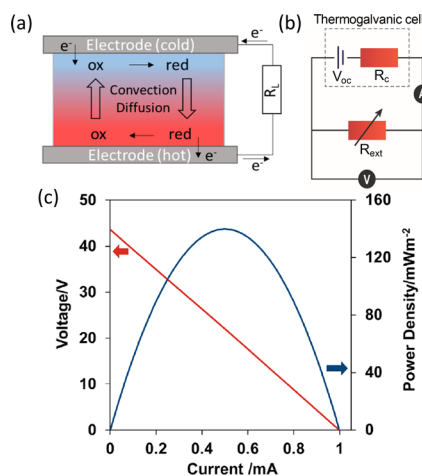 (a)
e⁻
Electrode (cold)
e⁻
ox
red
Convection
Diffusion
R_L
ox
red
Electrode (hot)
e⁻
e⁻
(b)
Thermogalvanic cell
V_oc
R_c
A
R_ext
V
(c)
50
40
30
20
10
0
Voltage/V
160
120
80
40
0
Power Density/mWm⁻²
0
0.2
0.4
0.6
0.8
1
Current /mA